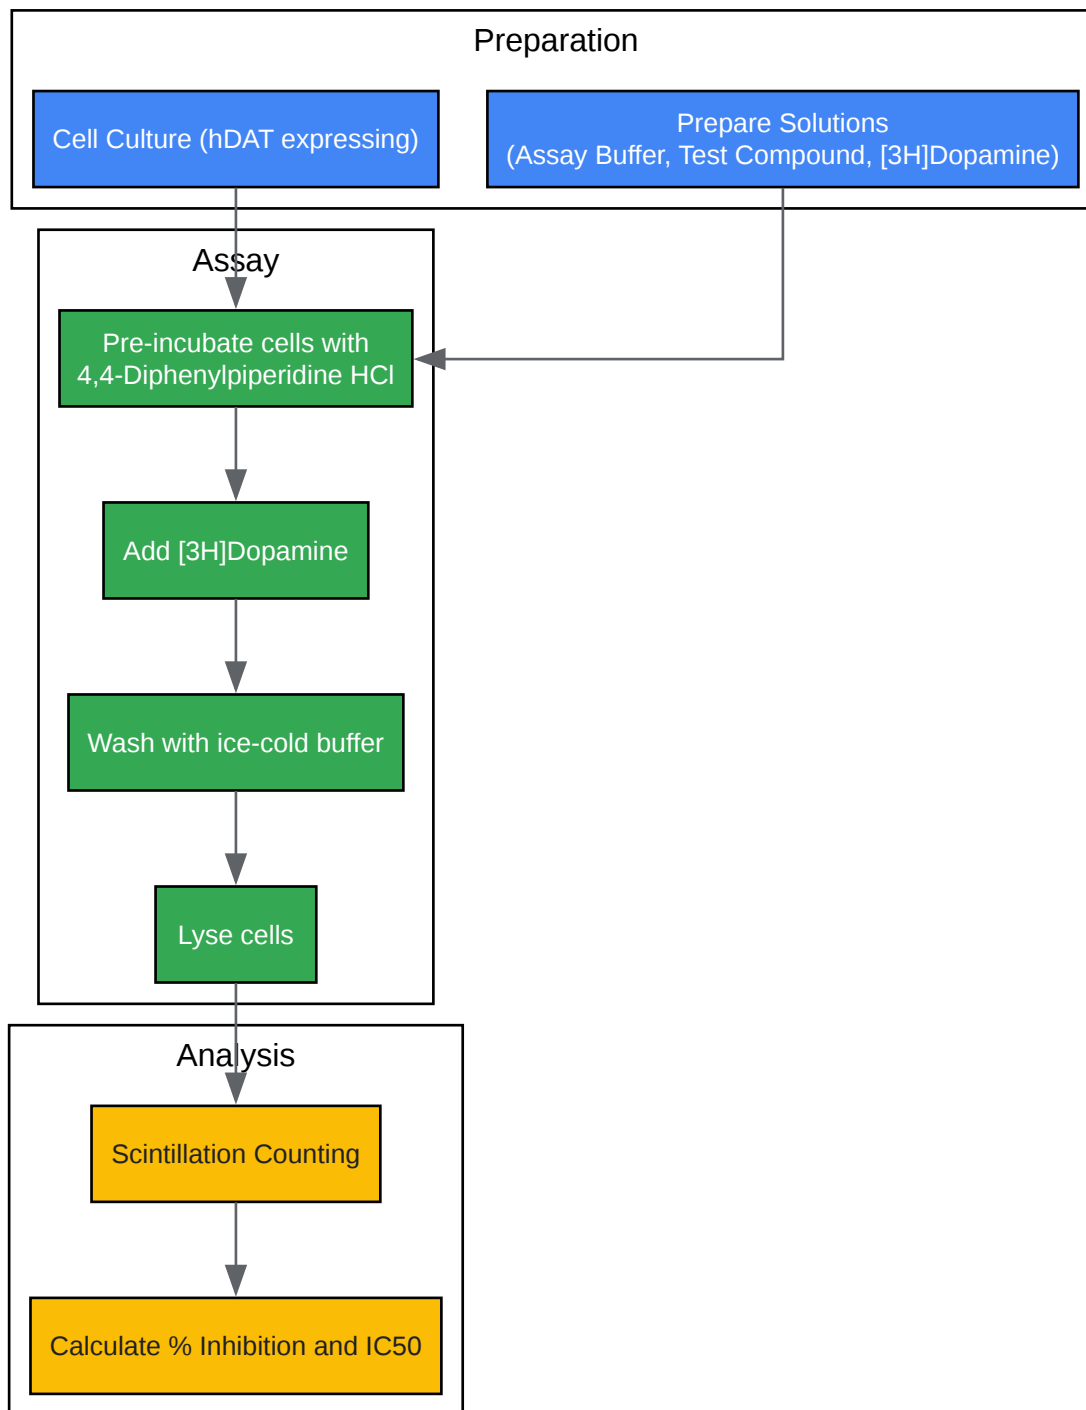 Preparation
Cell Culture (hDAT expressing)
Prepare Solutions
(Assay Buffer, Test Compound, [3H]Dopamine)
Assay
Pre-incubate cells with
4,4-Diphenylpiperidine HCl
Add [3H]Dopamine
Wash with ice-cold buffer
Lyse cells
Analysis
Scintillation Counting
Calculate % Inhibition and IC50